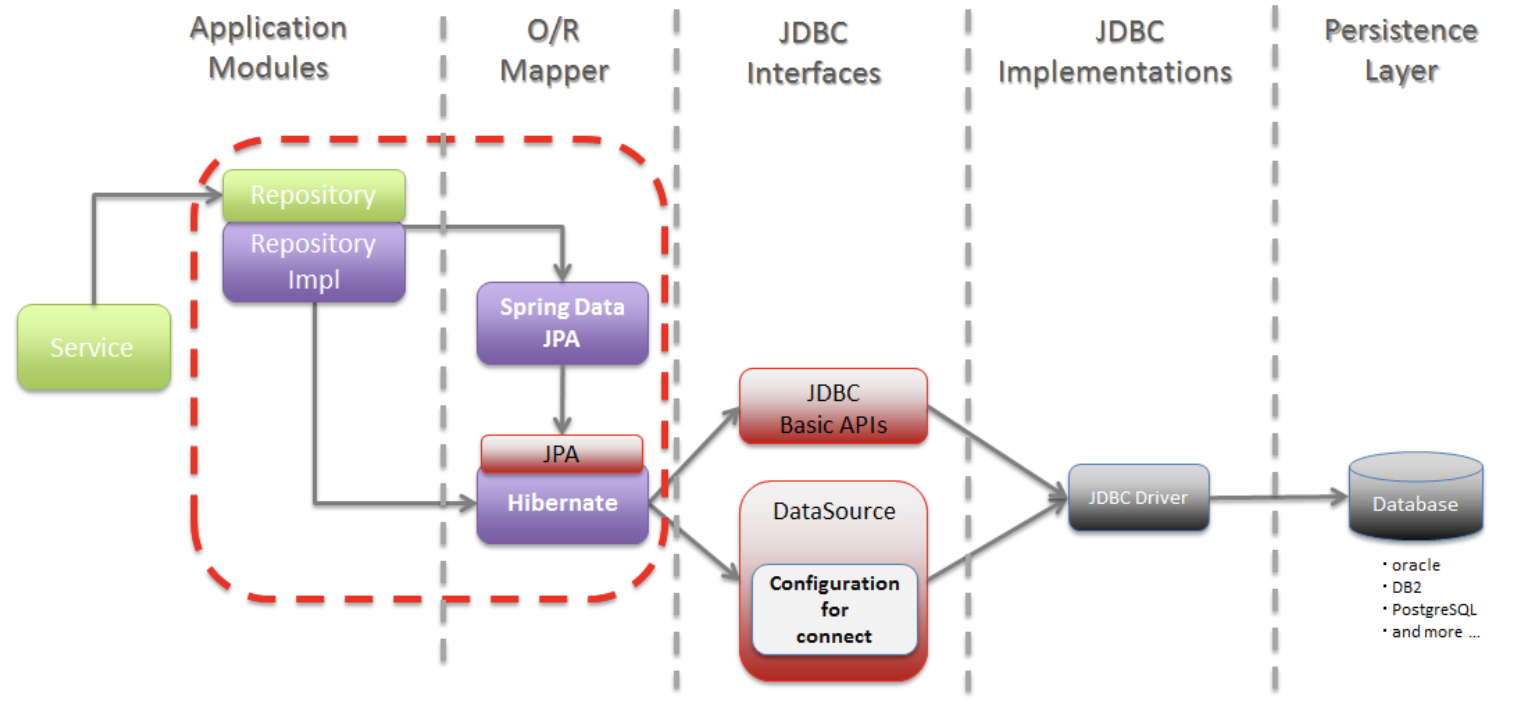 Application
Modules
O/R
Mapper
JDBC
Interfaces
JDBC
Implementations
Persistence
Layer
Repository
Repository
Impl
Service
Spring Data
JPA
JPA
Hibernate
JDBC
Basic APIs
DataSource
Configuration
for
connect
JDBC Driver
Database
・oracle
・DB2
・PostgreSQL
・and more ...